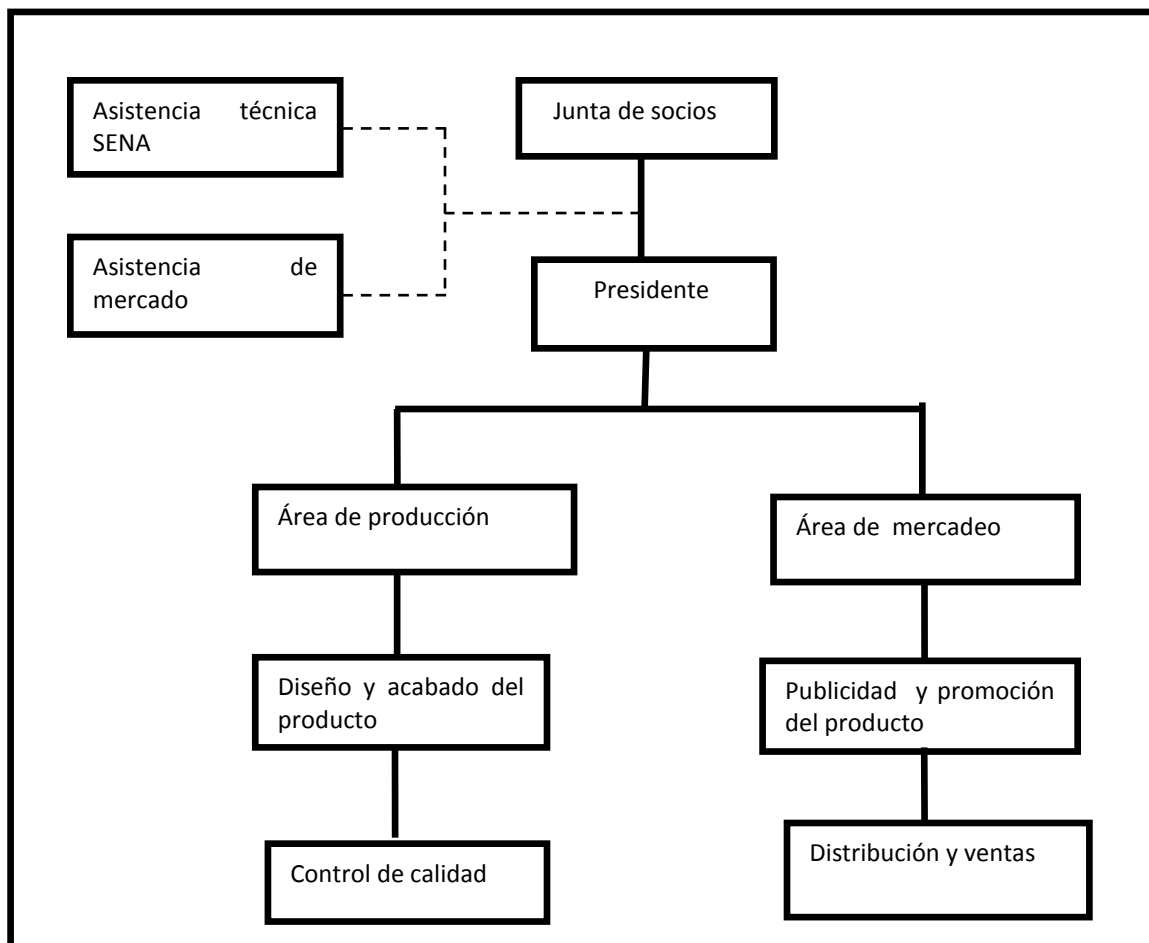 Asistencia técnica
SENA
Junta de socios
Asistencia de
mercado
Presidente
Área de producción
Área de mercadeo
Diseño y acabado del
producto
Publicidad y promoción
del producto
Control de calidad
Distribución y ventas